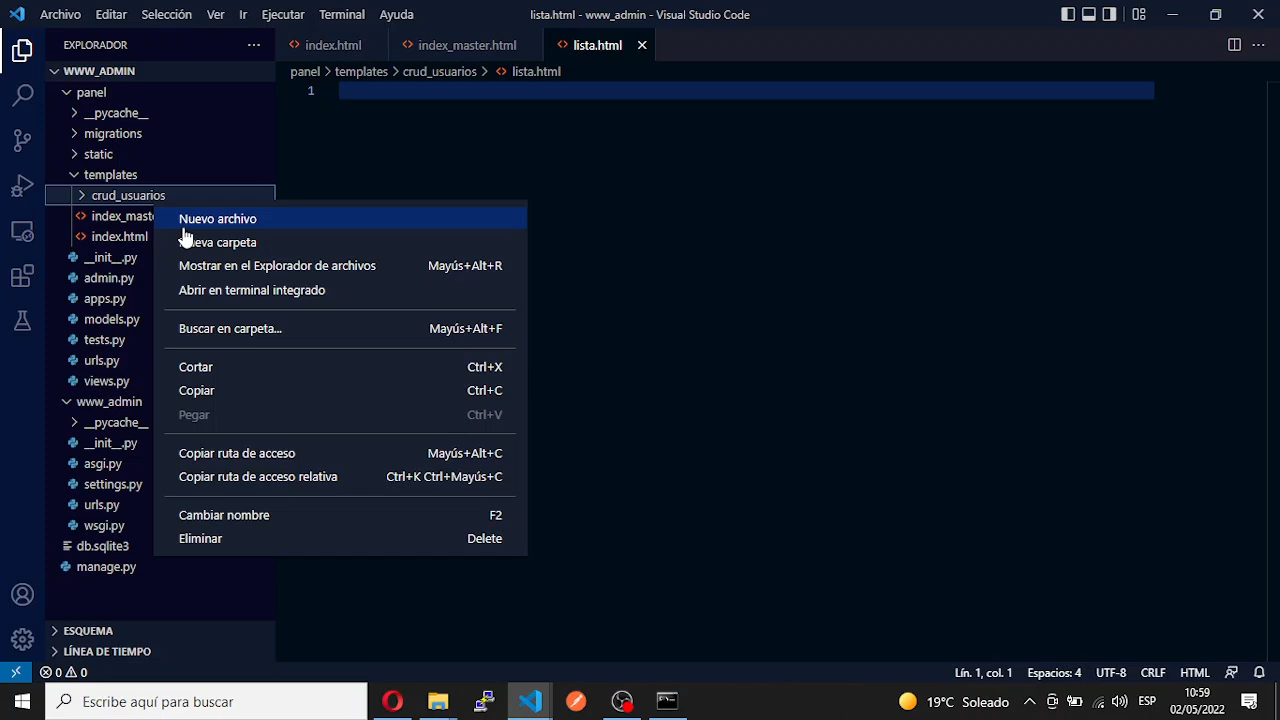 Archivo Editar Selección Ver Ir Ejecutar Terminal Ayuda lista.html - www_admin - Visual Studio Code
EXPLORADOR
index.html index_master.html lista.html
WWW_ADMIN
panel > templates > crud_usuarios > lista.html
1
panel
__pycache__
migrations
static
templates
crud_usuarios
index_maste
index.html
__init__.py
admin.py
apps.py
models.py
tests.py
urls.py
views.py
www_admin
__pycache__
__init__.py
asgi.py
settings.py
urls.py
wsgi.py
db.sqlite3
manage.py
ESQUEMA
LÍNEA DE TIEMPO
Nuevo archivo
ueva carpeta
Mostrar en el Explorador de archivos Mayús+Alt+R
Abrir en terminal integrado
Buscar en carpeta... Mayús+Alt+F
Cortar Ctrl+X
Copiar Ctrl+C
Pegar Ctrl+V
Copiar ruta de acceso Mayús+Alt+C
Copiar ruta de acceso relativa Ctrl+K Ctrl+Mayús+C
Cambiar nombre F2
Eliminar Delete
0 0 Lín. 1, col. 1 Espacios: 4 UTF-8 CRLF HTML
Escribe aquí para buscar 19°C Soleado ESP 10:59
02/05/2022